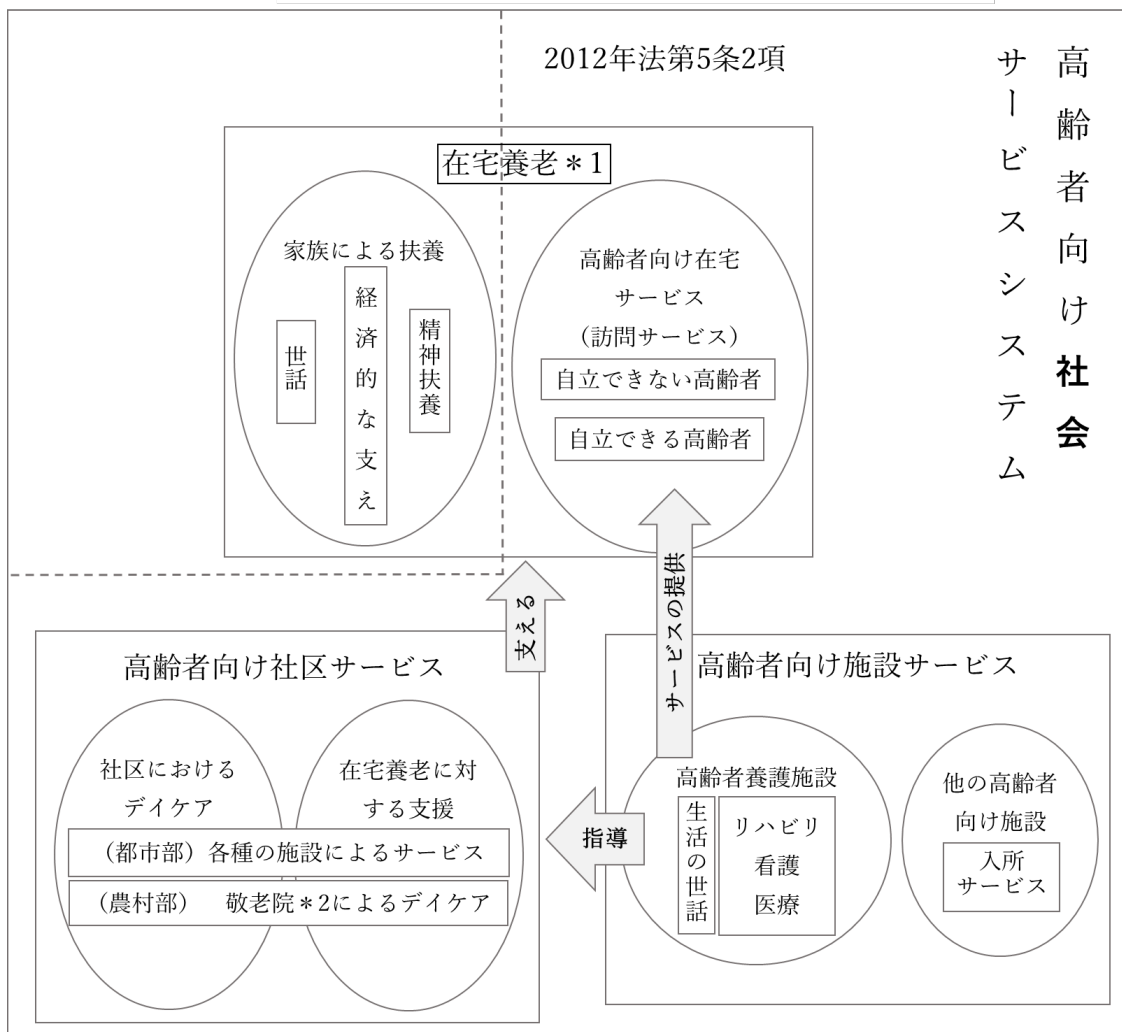 2012年法第5条2項
高齢者向け社会
サービスシステム
在宅養老＊1
家族による扶養
世話
経済的な支え
精神扶養
高齢者向け在宅
サービス
（訪問サービス）
自立できない高齢者
自立できる高齢者
支える
サービスの提供
高齢者向け社区サービス
社区における
デイケア
在宅養老に対
する支援
（都市部）各種の施設によるサービス
（農村部）　敬老院＊2によるデイケア
指導
高齢者向け施設サービス
高齢者養護施設
生活の世話
リハビリ
看護
医療
他の高齢者
向け施設
入所
サービス